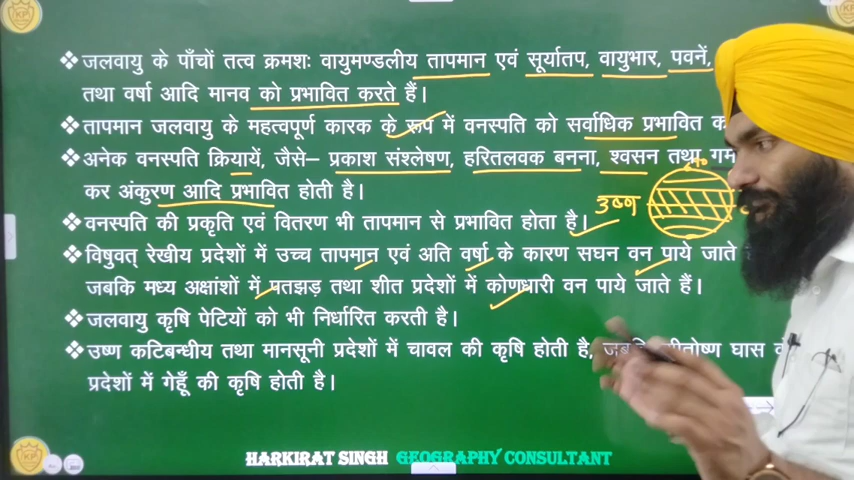 ❖ जलवायु के पाँचों तत्व क्रमशः वायुमण्डलीय तापमान एवं सूर्यातप, वायुभार, पवनें,
तथा वर्षा आदि मानव को प्रभावित करते हैं।
❖ तापमान जलवायु के महत्वपूर्ण कारक के रूप में वनस्पति को सर्वाधिक प्रभावित
❖ अनेक वनस्पति क्रियायें, जैसे– प्रकाश संश्लेषण, हरितलवक बनना, श्वसन तथा
कर अंकुरण आदि प्रभावित होती है।
उष्ण
❖ वनस्पति की प्रकृति एवं वितरण भी तापमान से प्रभावित होता है।
❖ विषुवत् रेखीय प्रदेशों में उच्च तापमान एवं अति वर्षा के कारण सघन वन पाये जाते
जबकि मध्य अक्षांशों में पतझड़ तथा शीत प्रदेशों में कोणधारी वन पाये जाते हैं।
❖ जलवायु कृषि पेटियों को भी निर्धारित करती है।
❖ उष्ण कटिबन्धीय तथा मानसूनी प्रदेशों में चावल की कृषि होती है, घास
प्रदेशों में गेहूँ की कृषि होती है।
HARKIRAT SINGH GEOGRAPHY CONSULTANT